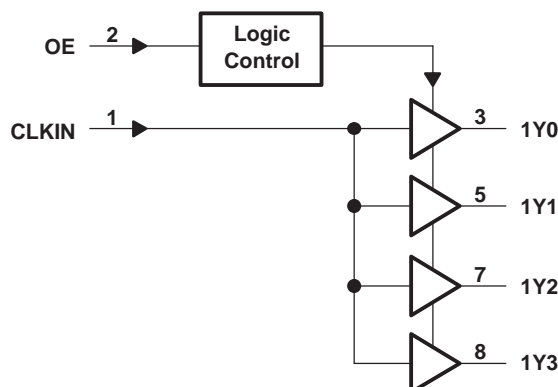 OE 2 Logic
Control
CLKIN 1 3 1Y0
5 1Y1
7 1Y2
8 1Y3